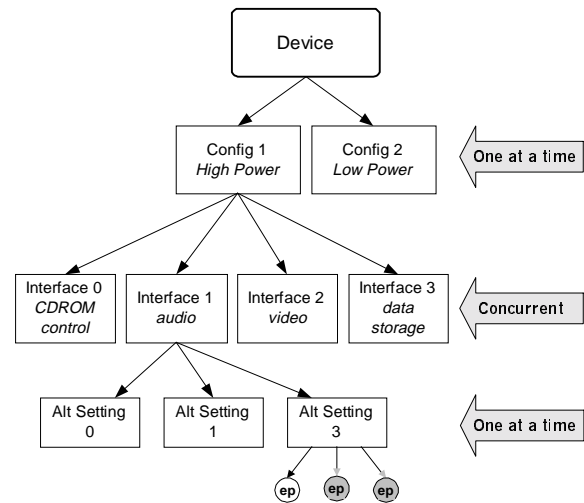 Device
Config 1
High Power
Config 2
Low Power
One at a time
Interface 0
CDROM
control
Interface 1
audio
Interface 2
video
Interface 3
data
storage
Concurrent
Alt Setting
0
Alt Setting
1
Alt Setting
3
One at a time
ep
ep
ep